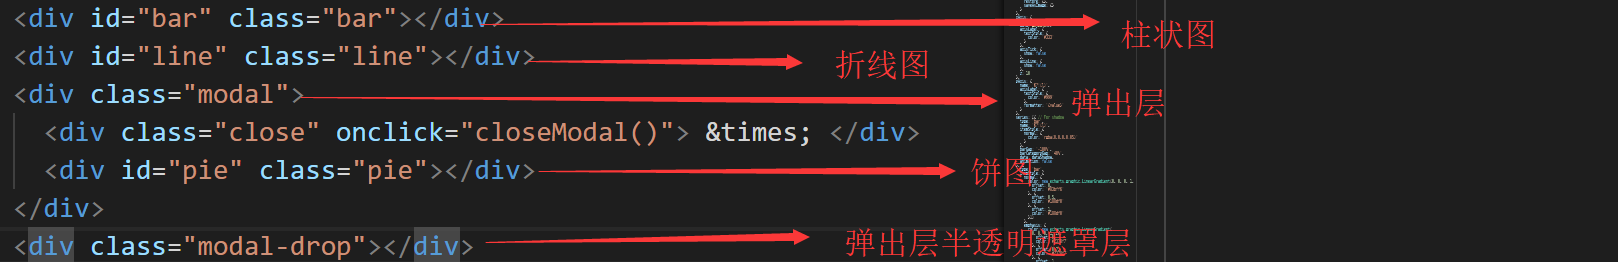 <div id="bar" class="bar"></div> 柱状图
<div id="line" class="line"></div> 折线图
<div class="modal"> 弹出层
<div class="close" onclick="closeModal()"> &times; </div>
<div id="pie" class="pie"></div> 饼图
</div>
<div class="modal-drop"></div> 弹出层半透明遮罩层